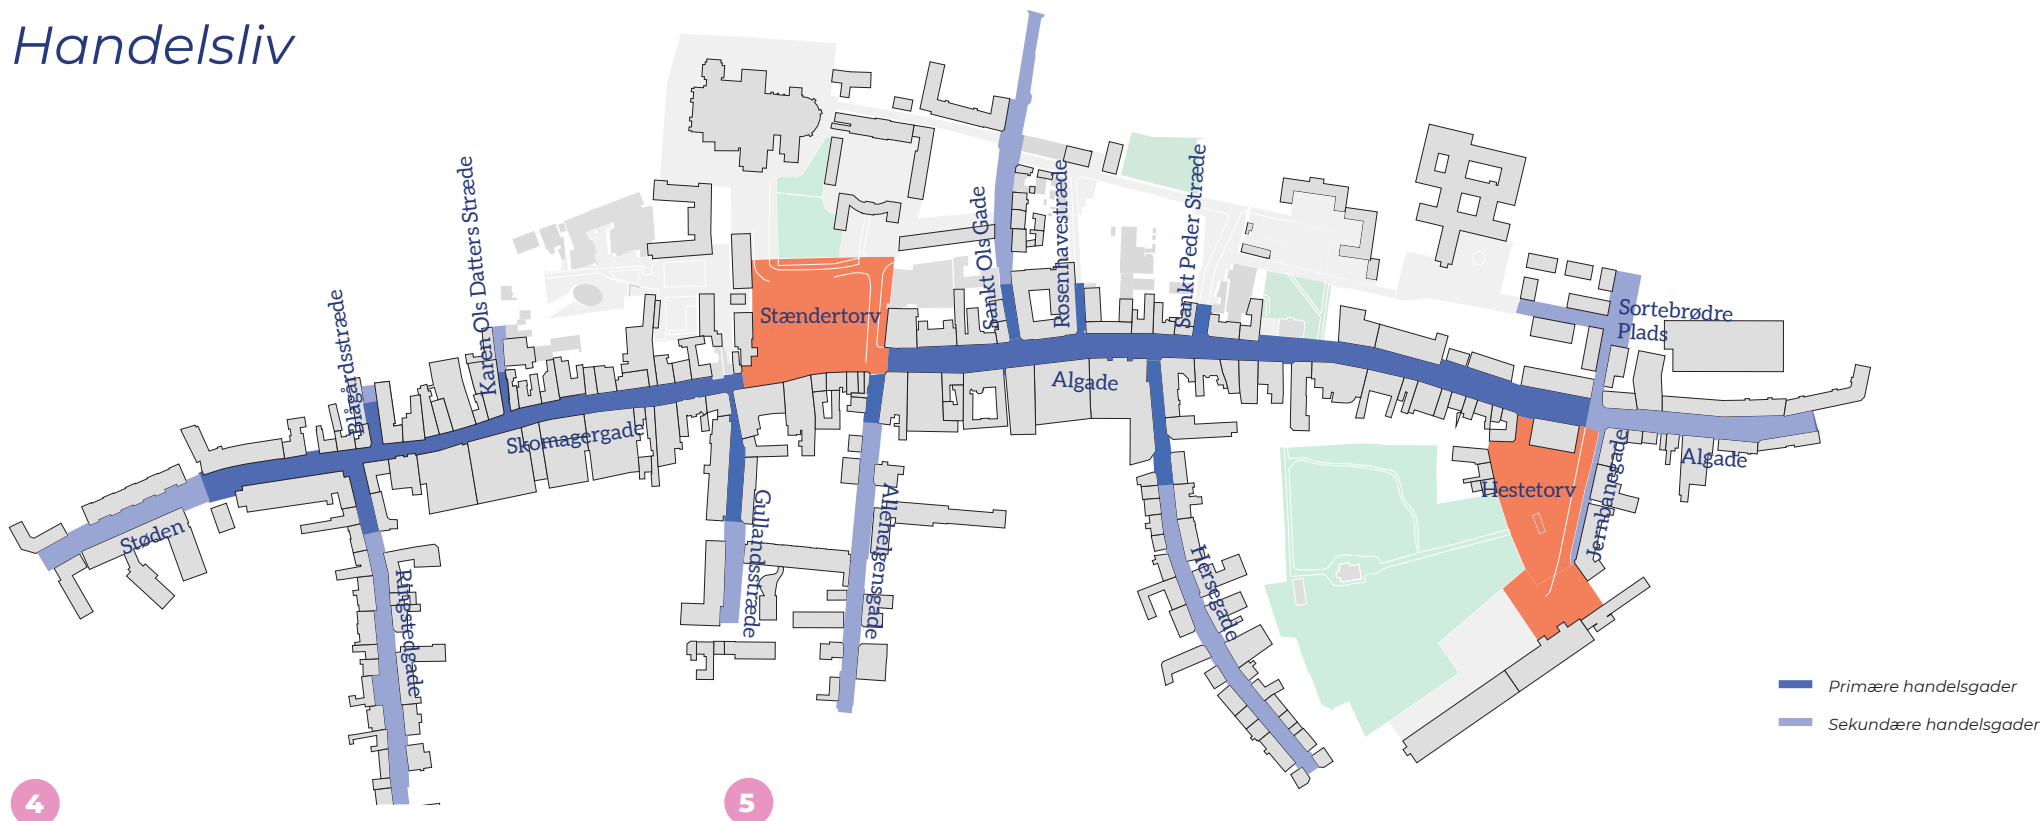 Handelsliv
Karen Ols Datters Stræde
Blågårdsstræde
Sankt Ols Gade
Rosenhavestræde
Sankt Peder Stræde
Stændertorv
Sortebrødre
Plads
Algade
Skomagergade
Algade
Støden
Hestetorv
Jernbanegade
Gullandsstræde
Allehelgensgade
Hersegade
Ringstedgade
Primære handelsgader
Sekundære handelsgader
4
5